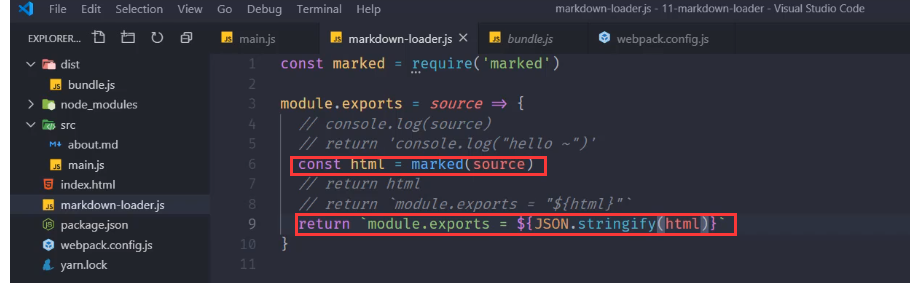 File Edit Selection View Go Debug Terminal Help markdown-loader.js - 11-markdown-loader - Visual Studio Code
EXPLORER...
main.js markdown-loader.js bundle.js webpack.config.js
dist
bundle.js
node_modules
src
about.md
main.js
index.html
markdown-loader.js
package.json
webpack.config.js
yarn.lock
1 const marked = require('marked')
2
3 module.exports = source => {
4 // console.log(source)
5 // return 'console.log("hello ~")'
6 const html = marked(source)
7 // return html
8 // return `module.exports = "${html}"`
9 return `module.exports = ${JSON.stringify(html)}`
10 }
11